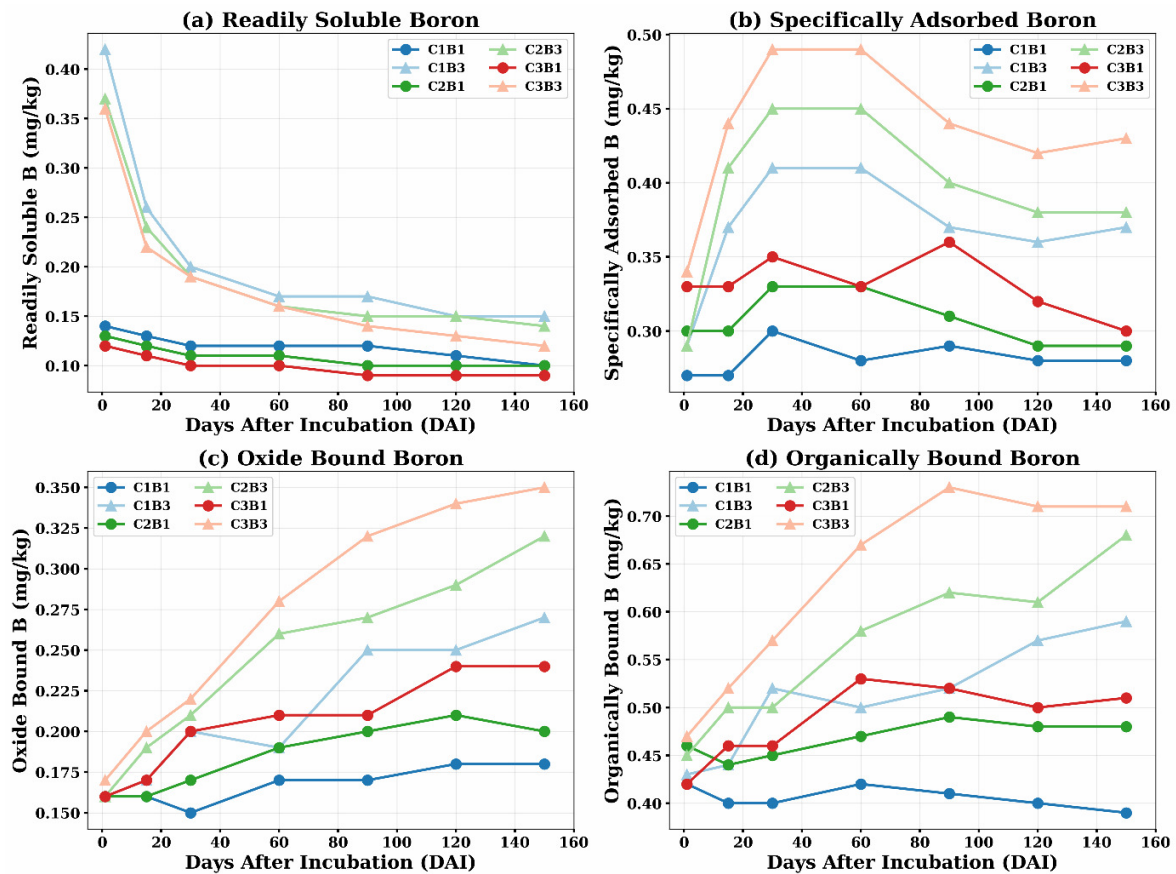 (a) Readily Soluble Boron
C1B1 C2B3
C1B3 C3B1
C2B1 C3B3
Readily Soluble B (mg/kg)
0.40
0.35
0.30
0.25
0.20
0.15
0.10
0 20 40 60 80 100 120 140 160
Days After Incubation (DAI)
(b) Specifically Adsorbed Boron
C1B1 C2B3
C1B3 C3B1
C2B1 C3B3
Specifically Adsorbed B (mg/kg)
0.50
0.45
0.40
0.35
0.30
0 20 40 60 80 100 120 140 160
Days After Incubation (DAI)
(c) Oxide Bound Boron
C1B1 C2B3
C1B3 C3B1
C2B1 C3B3
Oxide Bound B (mg/kg)
0.350
0.325
0.300
0.275
0.250
0.225
0.200
0.175
0.150
0 20 40 60 80 100 120 140 160
Days After Incubation (DAI)
(d) Organically Bound Boron
C1B1 C2B3
C1B3 C3B1
C2B1 C3B3
Organically Bound B (mg/kg)
0.70
0.65
0.60
0.55
0.50
0.45
0.40
0 20 40 60 80 100 120 140 160
Days After Incubation (DAI)